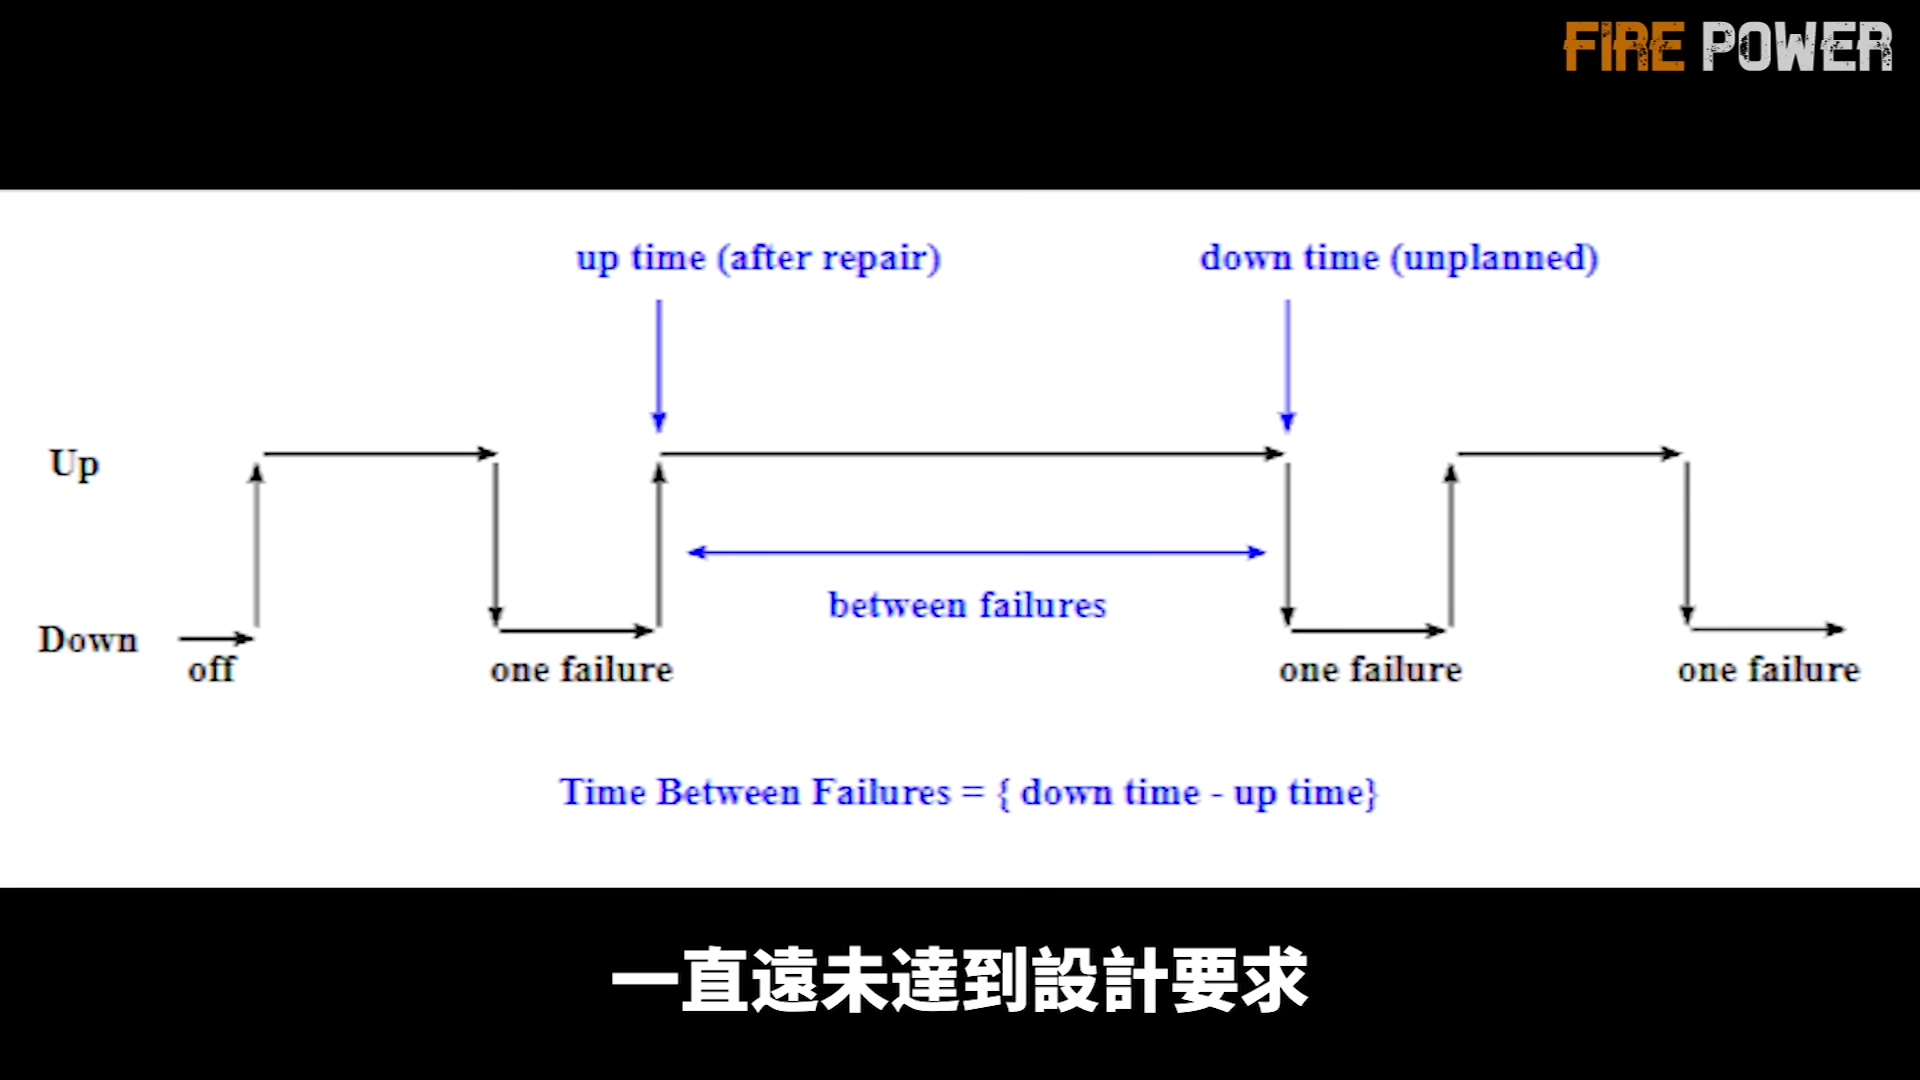 FIRE POWER
up time (after repair)
down time (unplanned)
Up
between failures
Down
off
one failure
one failure
one failure
Time Between Failures = { down time - up time}
一直遠未達到設計要求